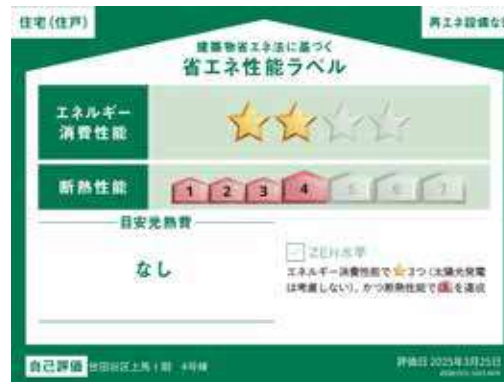 住宅(住戸)
再エネ設備な
建築物省エネ法に基づく
省エネ性能ラベル
エネルギー
消費性能
断熱性能
1 2 3 4 5 6 7
目安光熱費
なし
ZEH水準
エネルギー消費性能で★3つ(太陽光発電
は考慮しない)、かつ断熱性能で を達成
自己評価 世田谷区上馬1期 4号棟
評価日 2025年3月25日